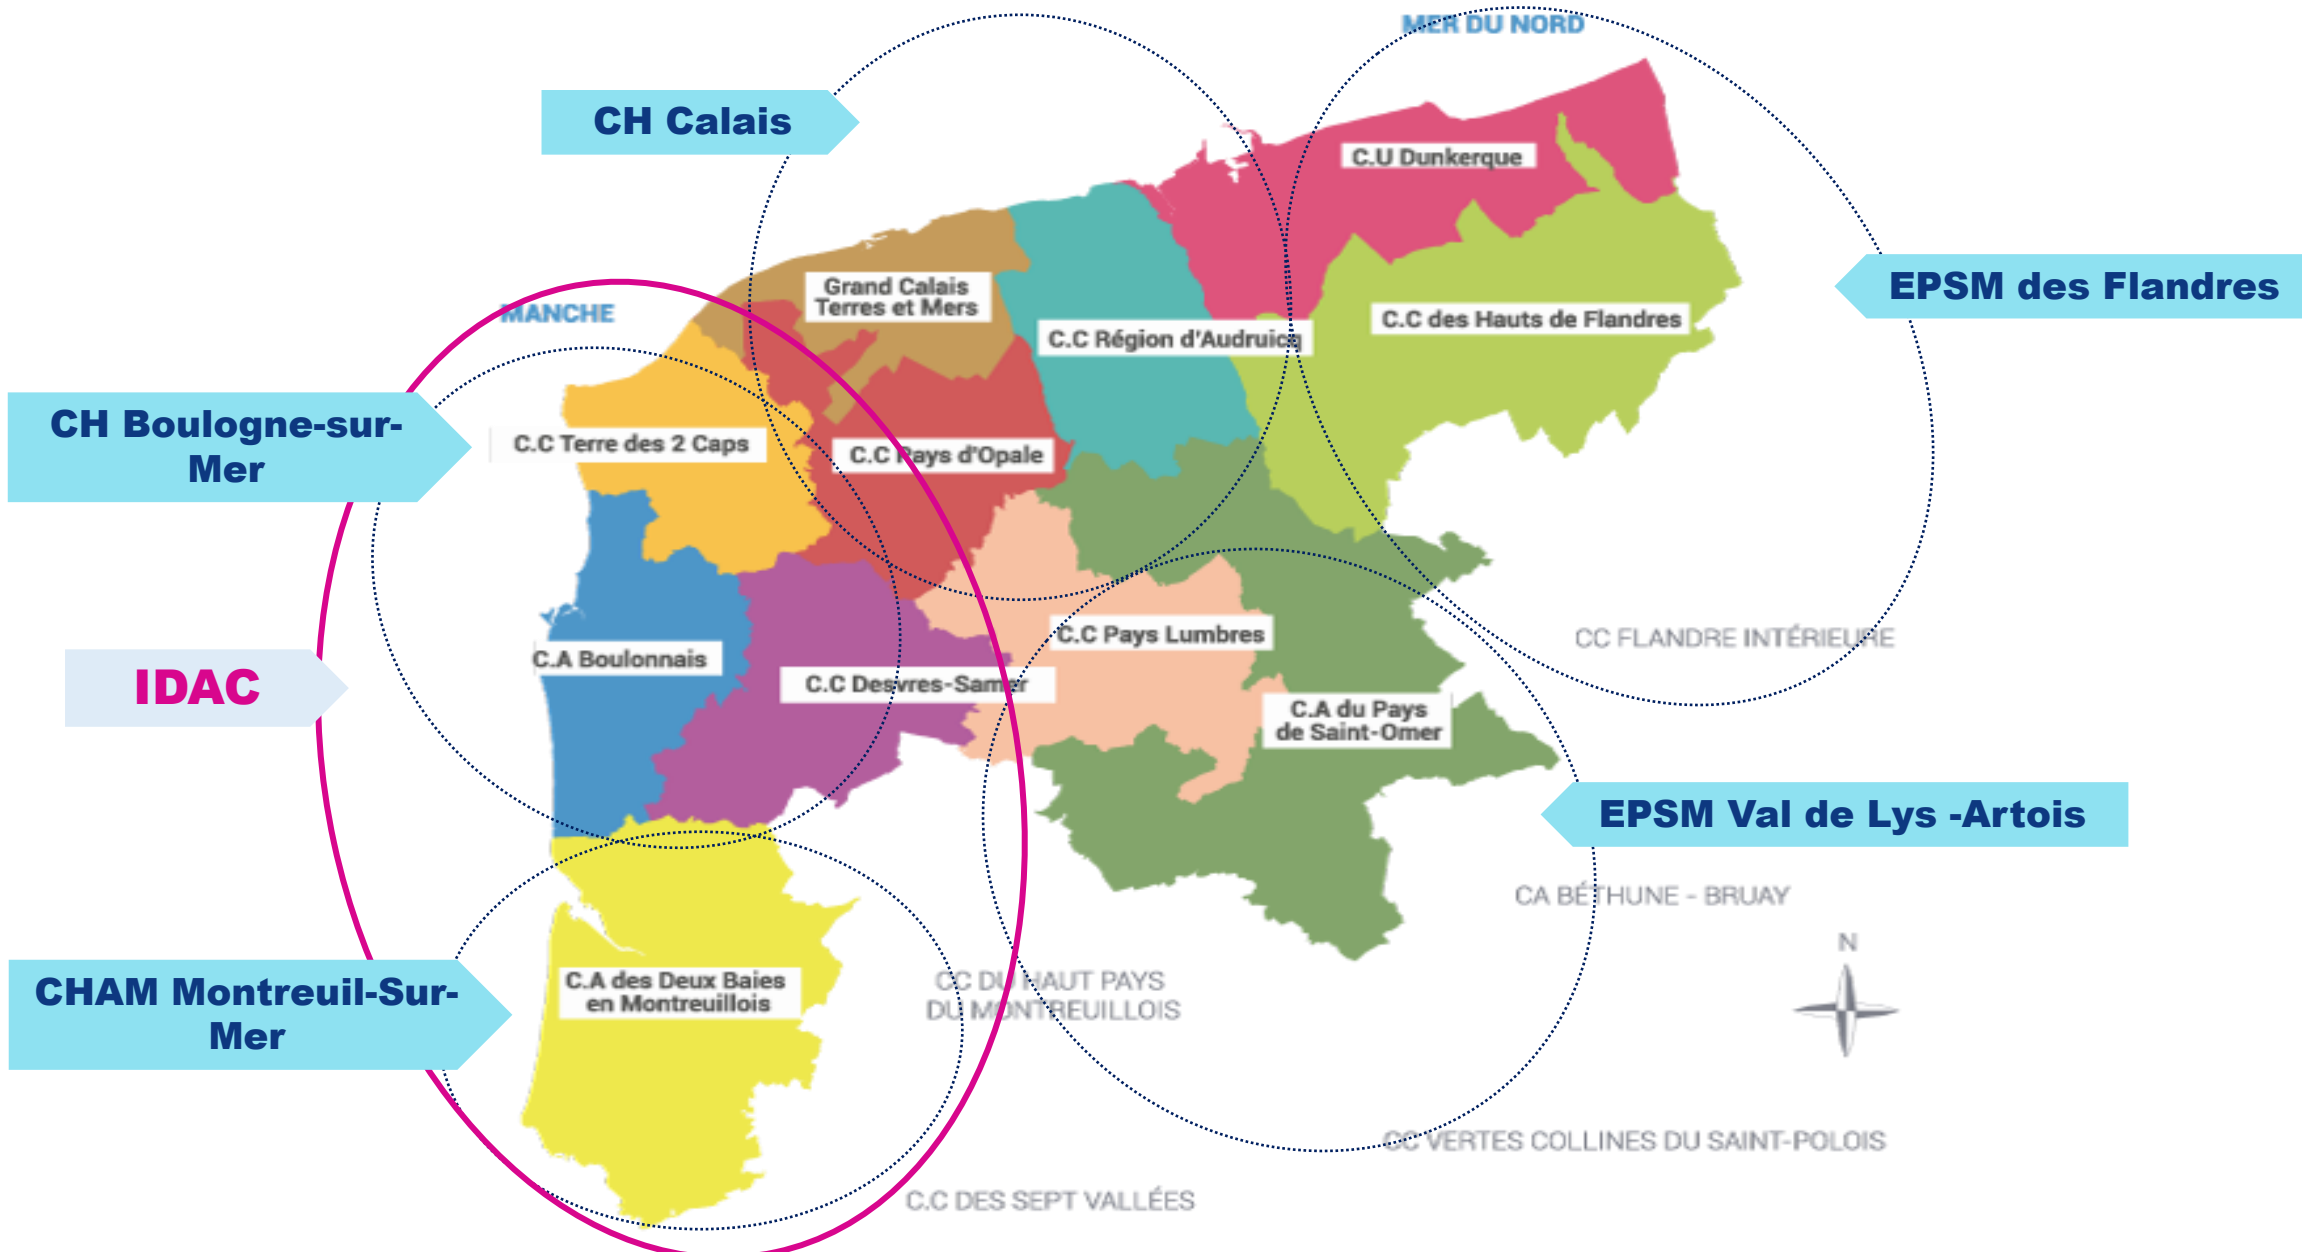 MER DU NORD
CH Calais
C.U Dunkerque
EPSM des Flandres
Grand Calais
Terres et Mers
MANCHE
C.C Région d'Audruicq
C.C des Hauts de Flandres
CH Boulogne-sur-
Mer
C.C Terre des 2 Caps
C.C Pays d'Opale
C.C Pays Lumbres
CC FLANDRE INTÉRIEURE
C.A Boulonnais
IDAC
C.C Desvres-Samer
C.A du Pays
de Saint-Omer
EPSM Val de Lys -Artois
CA BÉTHUNE - BRUAY
N
CHAM Montreuil-Sur-
Mer
C.A des Deux Baies
en Montreuillois
CC DU HAUT PAYS
DU MONTREUILLOIS
CC VERTES COLLINES DU SAINT-POLOIS
C.C DES SEPT VALLÉES